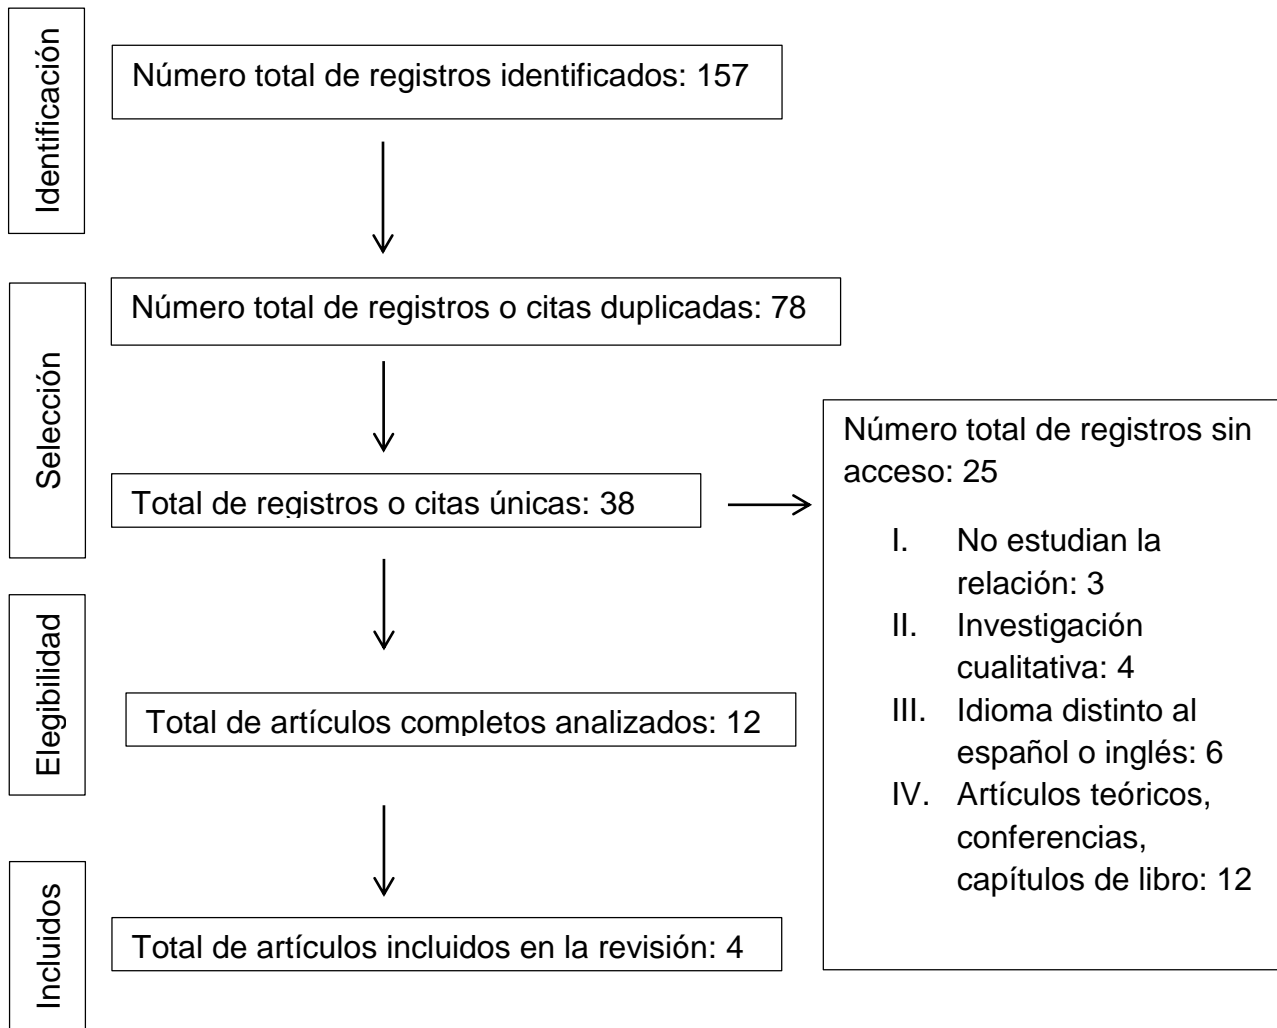 Identificación
Número total de registros identificados: 157
Selección
Número total de registros o citas duplicadas: 78
Total de registros o citas únicas: 38
Número total de registros sin
acceso: 25
I. No estudian la
relación: 3
II. Investigación
cualitativa: 4
III. Idioma distinto al
español o inglés: 6
IV. Artículos teóricos,
conferencias,
capítulos de libro: 12
Elegibilidad
Total de artículos completos analizados: 12
Incluidos
Total de artículos incluidos en la revisión: 4